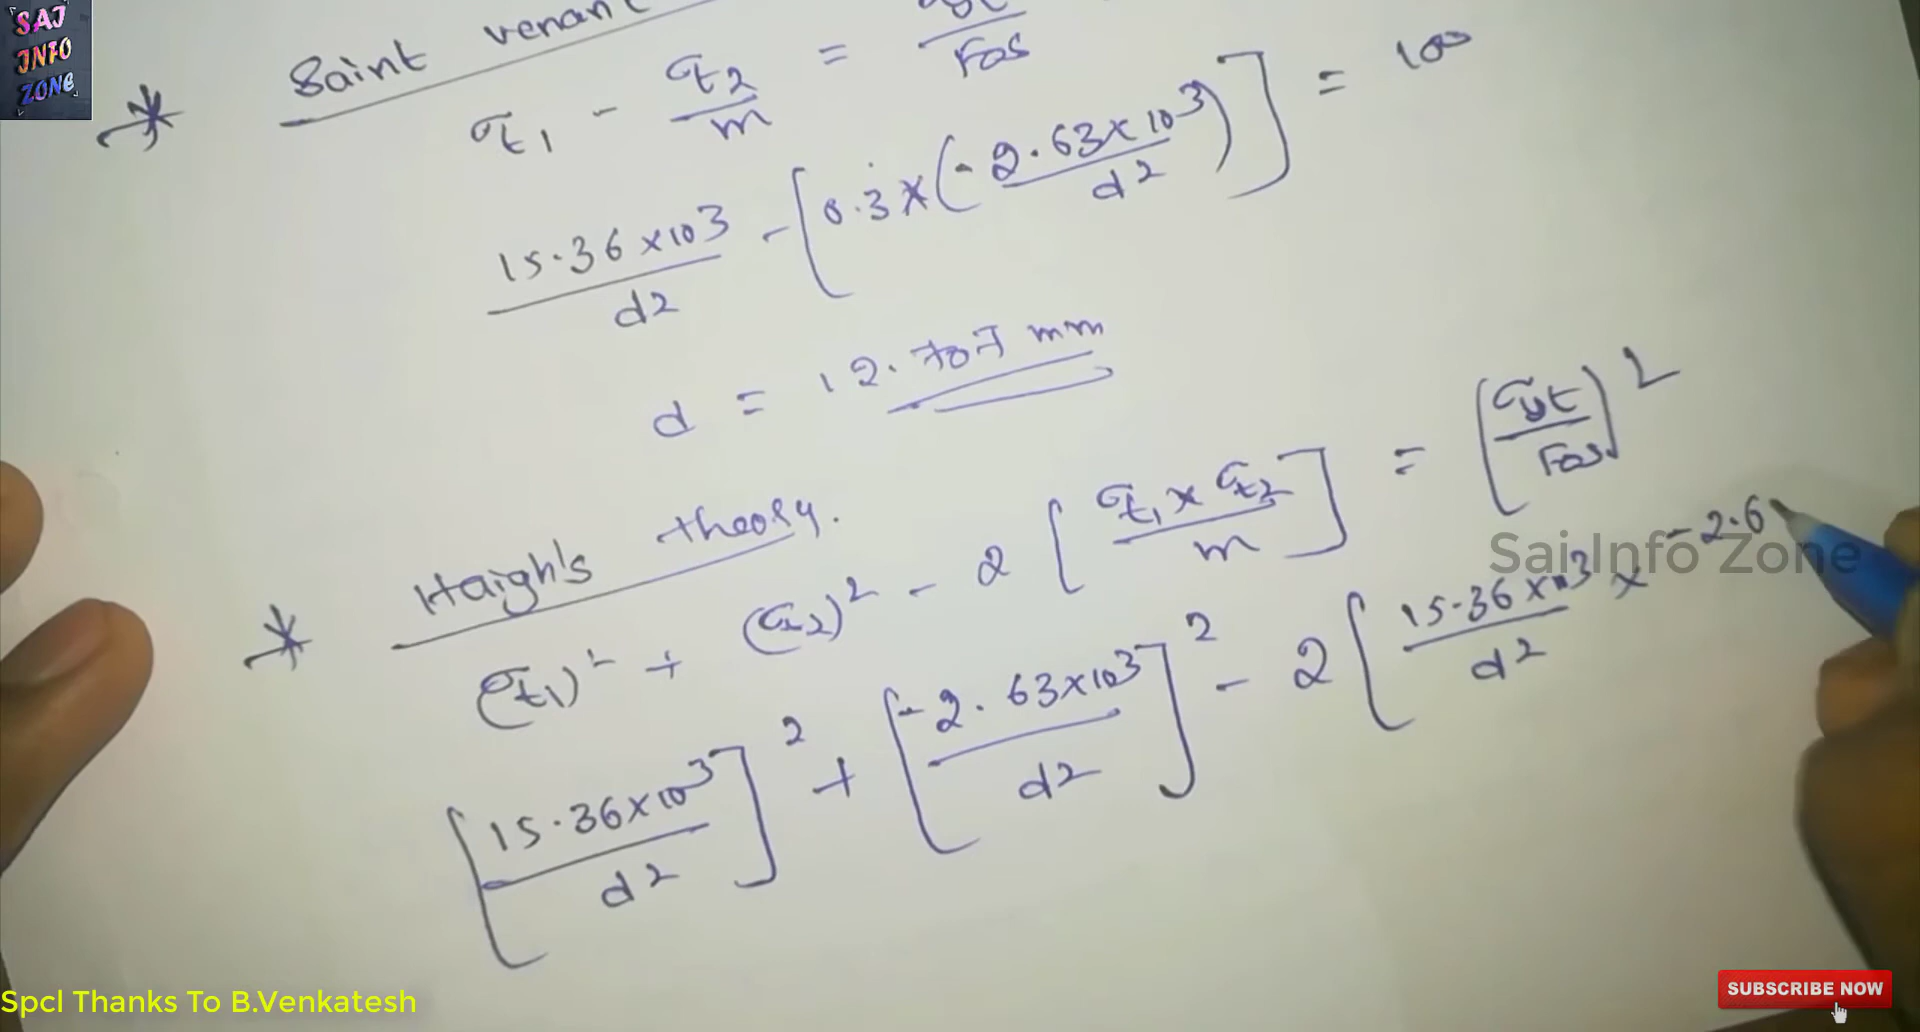 SAJ
INFO
ZONE
* Saint venan
σt1 - σt2/m = /Fos
15.36×10³/d² - [0.3×(-2.63×10³/d²)] = 100
d = 12.707 mm
* Haigh's theory.
(σt1)² + (σt2)² - 2[σt1 × σt2/m] = (σyt/Fos)²
[15.36×10³/d²]² + [-2.63×10³/d²]² - 2[15.36×10³/d² × -2.6
SaiInfo Zone
Spcl Thanks To B.Venkatesh
SUBSCRIBE NOW